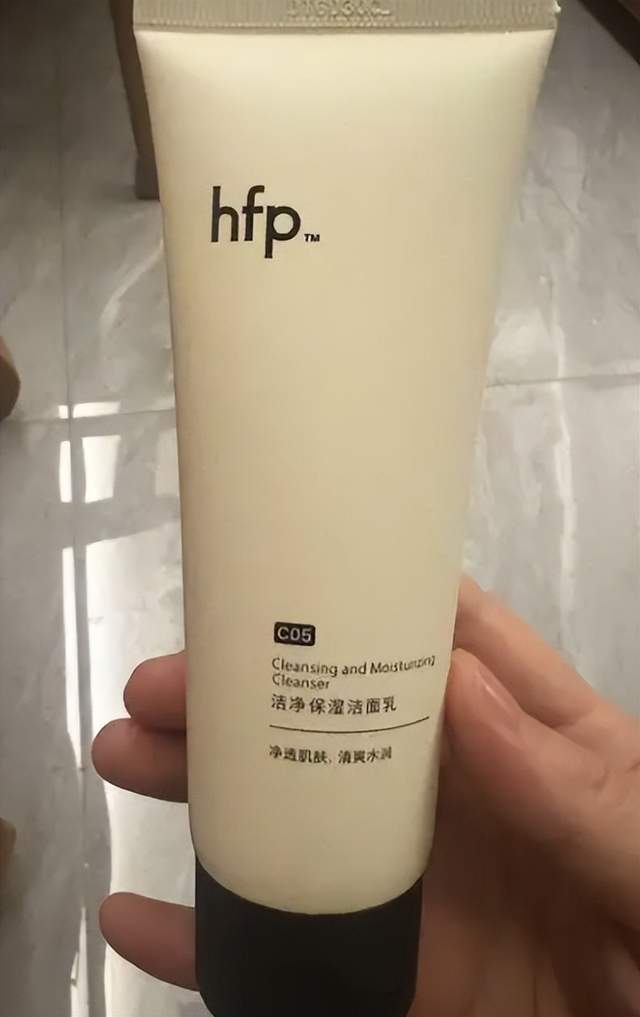 hfp™
C05
Cleansing and Moisturizing
Cleanser
洁净保湿洁面乳
净透肌肤，清爽水润